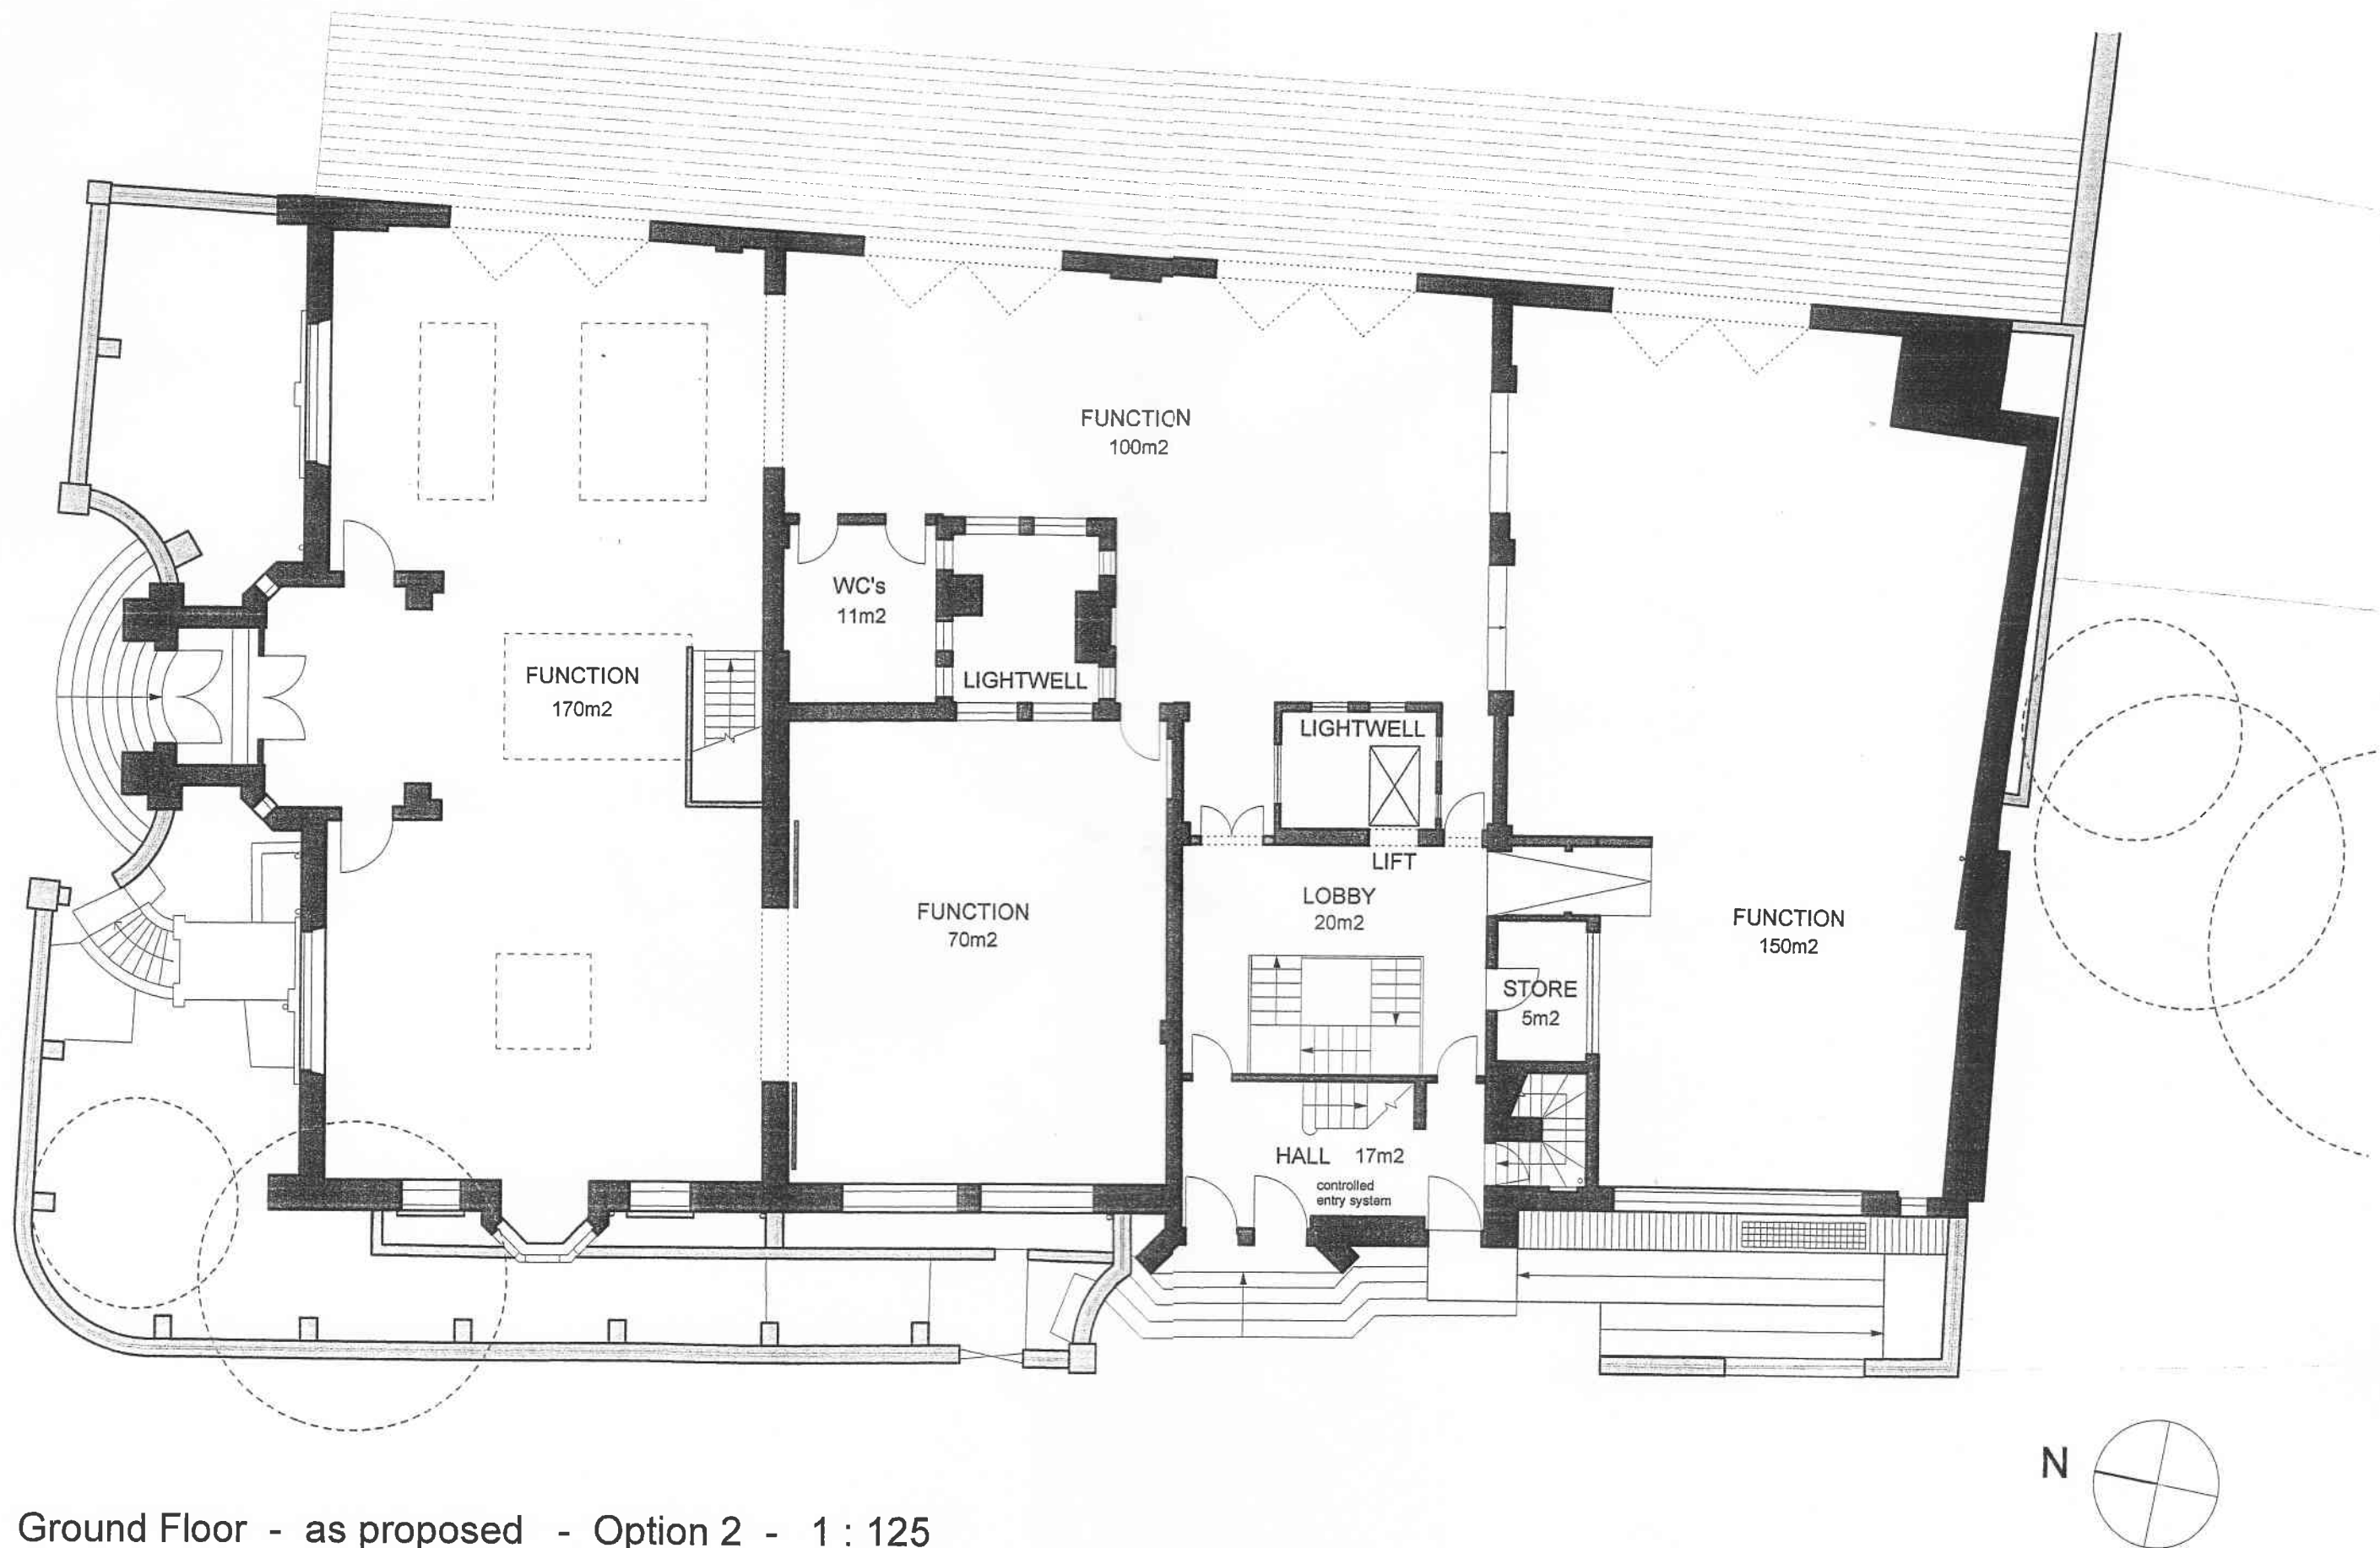 FUNCTION
100m2
WC's
11m2
FUNCTION
170m2
LIGHTWELL
LIGHTWELL
LIFT
LOBBY
20m2
FUNCTION
70m2
FUNCTION
150m2
STORE
5m2
HALL 17m2
controlled
entry system
N
Ground Floor - as proposed - Option 2 - 1 : 125